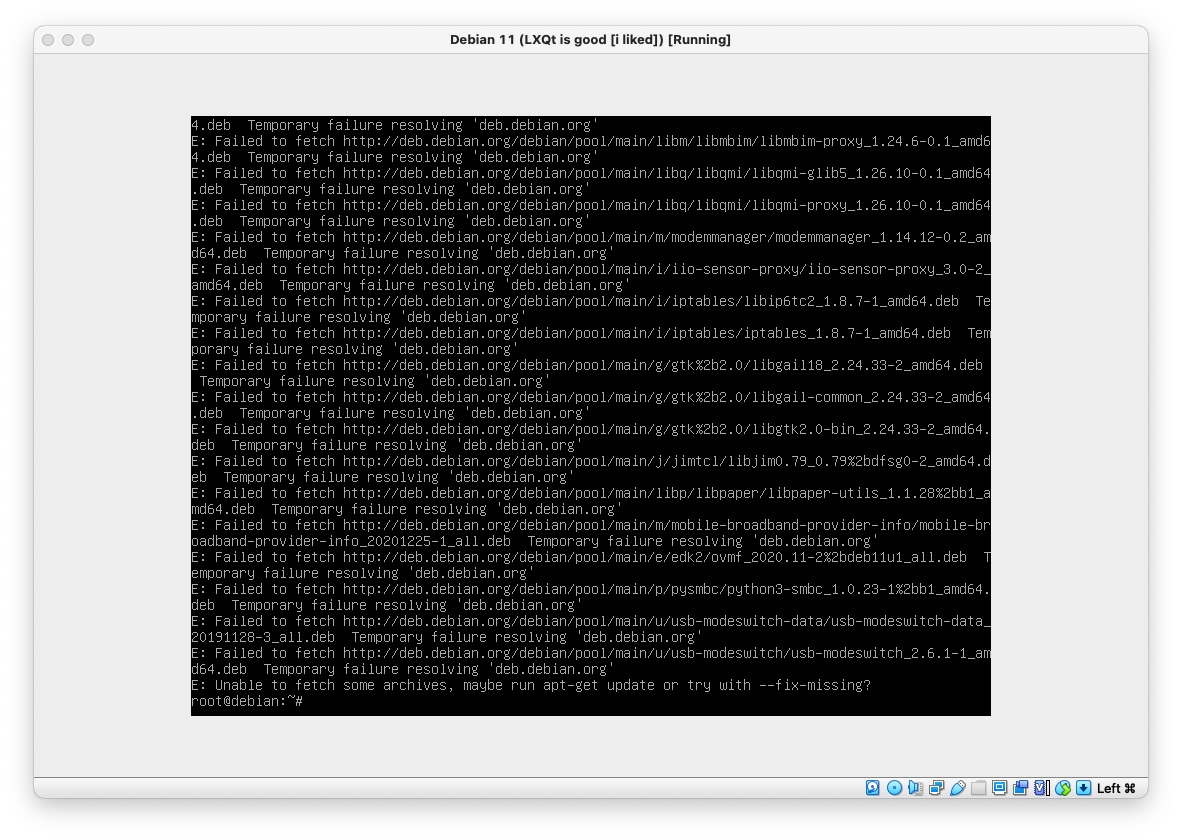 Debian 11 (LXQt is good [i liked]) [Running]
4.deb  Temporary failure resolving 'deb.debian.org'
E: Failed to fetch http://deb.debian.org/debian/pool/main/libm/libmbim/libmbim-proxy_1.24.6-0.1_amd6
4.deb  Temporary failure resolving 'deb.debian.org'
E: Failed to fetch http://deb.debian.org/debian/pool/main/libq/libqmi/libqmi-glib5_1.26.10-0.1_amd64
.deb  Temporary failure resolving 'deb.debian.org'
E: Failed to fetch http://deb.debian.org/debian/pool/main/libq/libqmi/libqmi-proxy_1.26.10-0.1_amd64
.deb  Temporary failure resolving 'deb.debian.org'
E: Failed to fetch http://deb.debian.org/debian/pool/main/m/modemmanager/modemmanager_1.14.12-0.2_am
d64.deb  Temporary failure resolving 'deb.debian.org'
E: Failed to fetch http://deb.debian.org/debian/pool/main/i/iio-sensor-proxy/iio-sensor-proxy_3.0-2_
amd64.deb  Temporary failure resolving 'deb.debian.org'
E: Failed to fetch http://deb.debian.org/debian/pool/main/i/iptables/libip6tc2_1.8.7-1_amd64.deb  Te
mporary failure resolving 'deb.debian.org'
E: Failed to fetch http://deb.debian.org/debian/pool/main/i/iptables/iptables_1.8.7-1_amd64.deb  Tem
porary failure resolving 'deb.debian.org'
E: Failed to fetch http://deb.debian.org/debian/pool/main/g/gtk%2b2.0/libgail18_2.24.33-2_amd64.deb
 Temporary failure resolving 'deb.debian.org'
E: Failed to fetch http://deb.debian.org/debian/pool/main/g/gtk%2b2.0/libgail-common_2.24.33-2_amd64
.deb  Temporary failure resolving 'deb.debian.org'
E: Failed to fetch http://deb.debian.org/debian/pool/main/g/gtk%2b2.0/libgtk2.0-bin_2.24.33-2_amd64.
deb  Temporary failure resolving 'deb.debian.org'
E: Failed to fetch http://deb.debian.org/debian/pool/main/j/jimtcl/libjim0.79_0.79%2bdfsg0-2_amd64.d
eb  Temporary failure resolving 'deb.debian.org'
E: Failed to fetch http://deb.debian.org/debian/pool/main/libp/libpaper/libpaper-utils_1.1.28%2bb1_a
md64.deb  Temporary failure resolving 'deb.debian.org'
E: Failed to fetch http://deb.debian.org/debian/pool/main/m/mobile-broadband-provider-info/mobile-br
oadband-provider-info_20201225-1_all.deb  Temporary failure resolving 'deb.debian.org'
E: Failed to fetch http://deb.debian.org/debian/pool/main/e/edk2/ovmf_2020.11-2%2bdeb11u1_all.deb  T
emporary failure resolving 'deb.debian.org'
E: Failed to fetch http://deb.debian.org/debian/pool/main/p/pysmbc/python3-smbc_1.0.23-1%2bb1_amd64.
deb  Temporary failure resolving 'deb.debian.org'
E: Failed to fetch http://deb.debian.org/debian/pool/main/u/usb-modeswitch-data/usb-modeswitch-data_
20191128-3_all.deb  Temporary failure resolving 'deb.debian.org'
E: Failed to fetch http://deb.debian.org/debian/pool/main/u/usb-modeswitch/usb-modeswitch_2.6.1-1_am
d64.deb  Temporary failure resolving 'deb.debian.org'
E: Unable to fetch some archives, maybe run apt-get update or try with --fix-missing?
root@debian:~#
Left ⌘